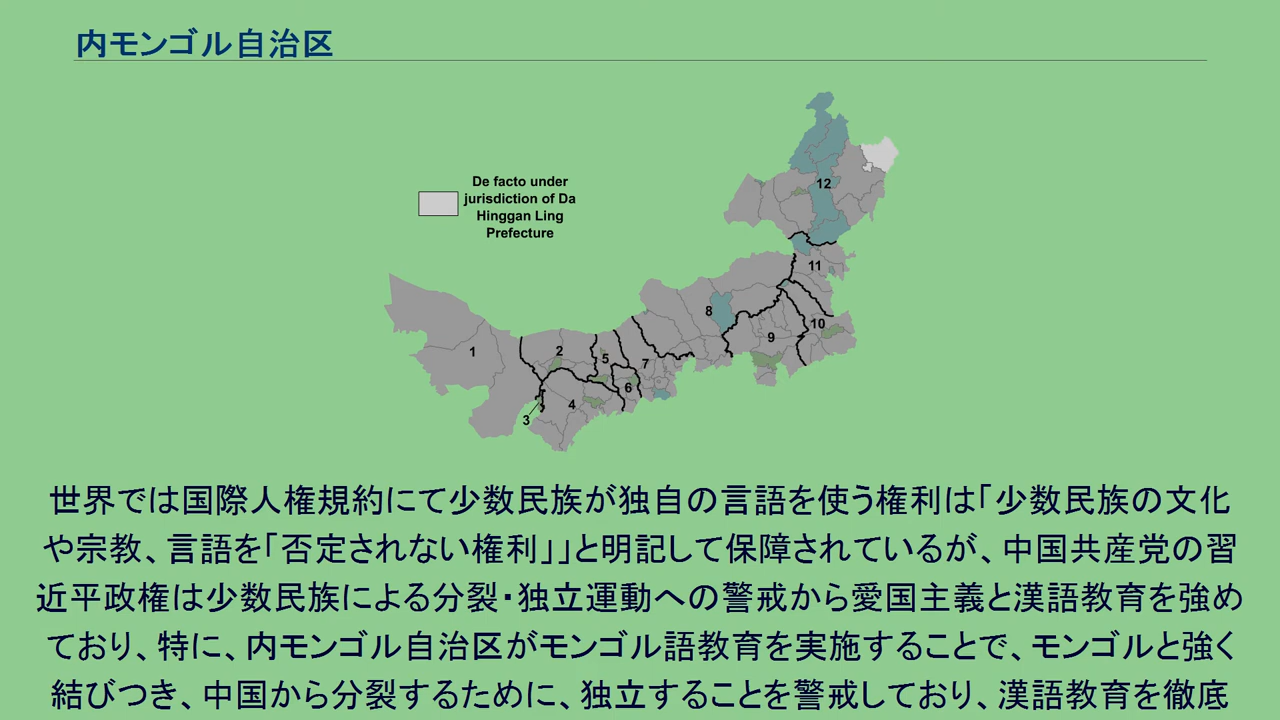 内モンゴル自治区
De facto under
jurisdiction of Da
Hinggan Ling
Prefecture
12
11
8
10
9
1
2
5
7
6
4
3
世界では国際人権規約にて少数民族が独自の言語を使う権利は「少数民族の文化
や宗教、言語を「否定されない権利」」と明記して保障されているが、中国共産党の習
近平政権は少数民族による分裂・独立運動への警戒から愛国主義と漢語教育を強め
ており、特に、内モンゴル自治区がモンゴル語教育を実施することで、モンゴルと強く
結びつき、中国から分裂するために、独立することを警戒しており、漢語教育を徹底